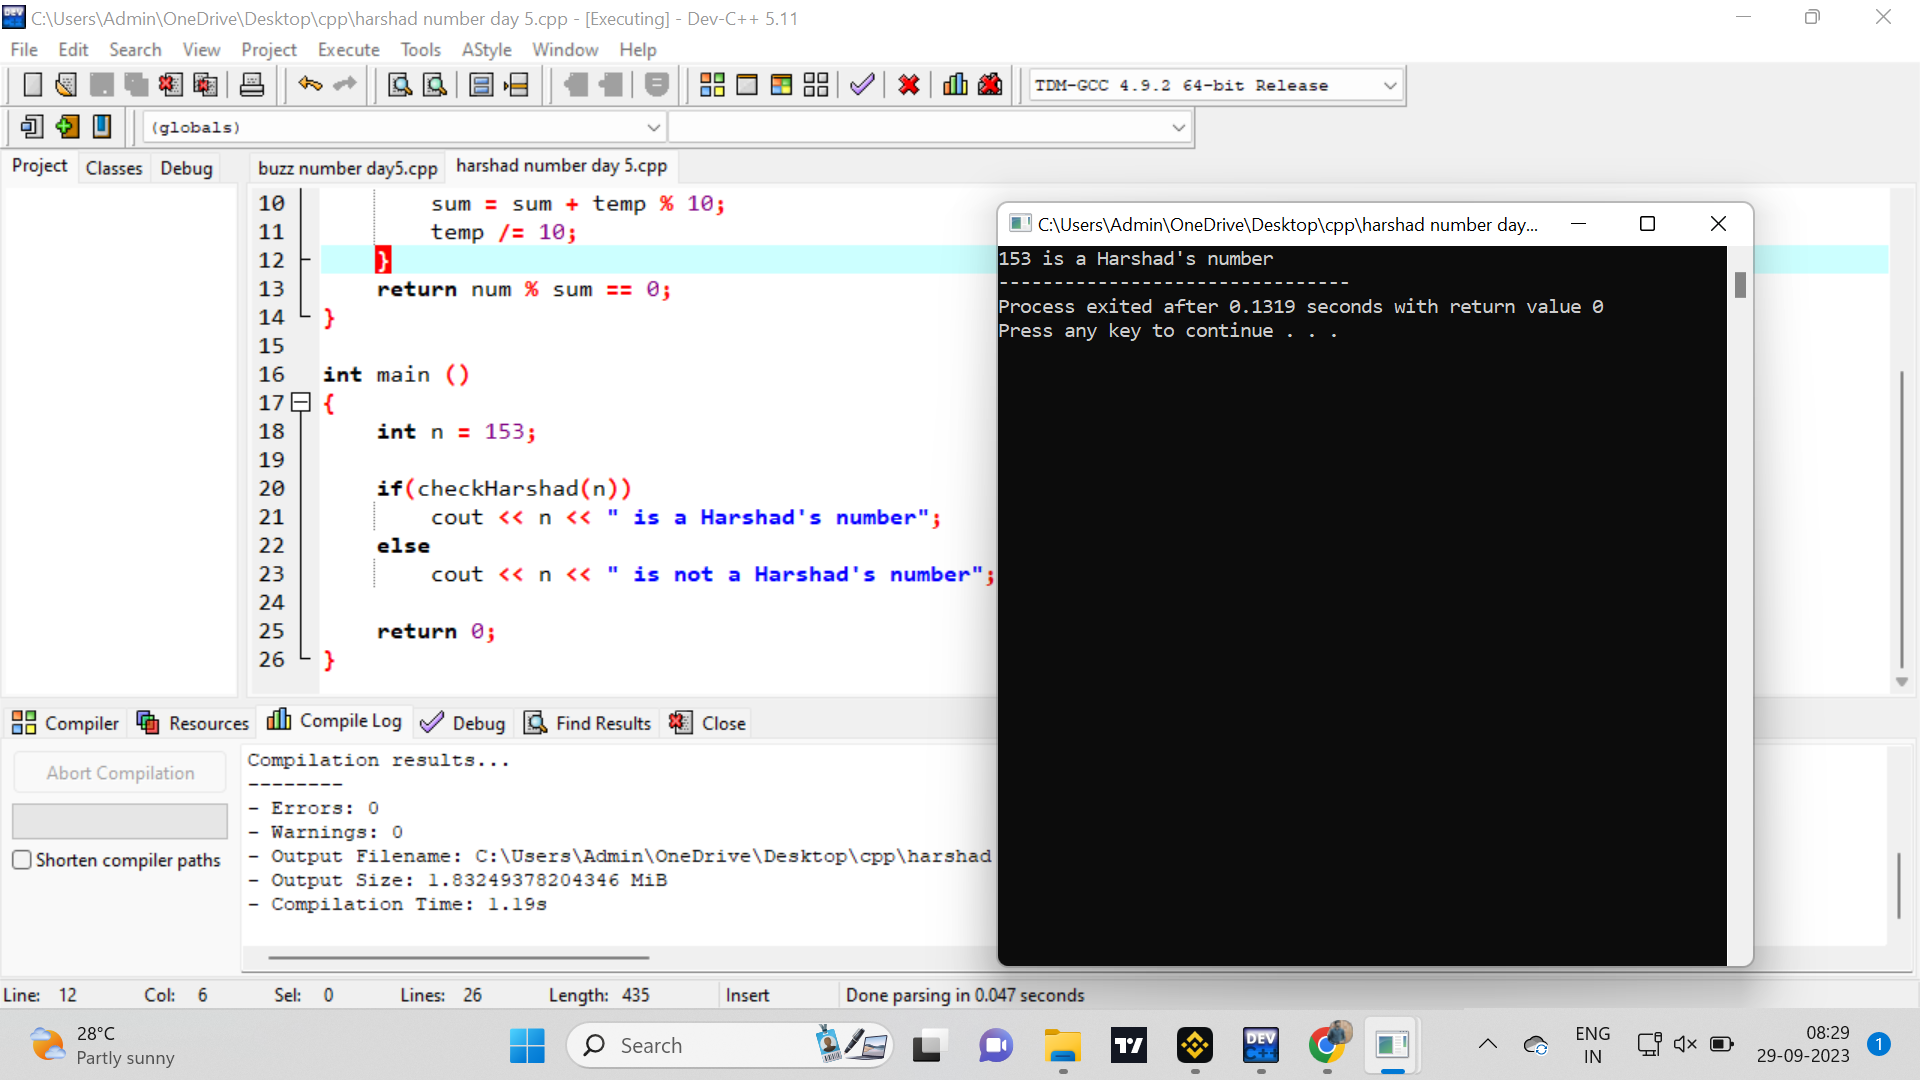 C:\Users\Admin\OneDrive\Desktop\cpp\harshad number day 5.cpp - [Executing] - Dev-C++ 5.11
File Edit Search View Project Execute Tools AStyle Window Help
TDM-GCC 4.9.2 64-bit Release
(globals)
Project Classes Debug
buzz number day5.cpp harshad number day 5.cpp
10 sum = sum + temp % 10;
11 temp /= 10;
12 }
13 return num % sum == 0;
14 }
15
16 int main ()
17 {
18 int n = 153;
19
20 if(checkHarshad(n))
21 cout << n << " is a Harshad's number";
22 else
23 cout << n << " is not a Harshad's number";
24
25 return 0;
26 }
C:\Users\Admin\OneDrive\Desktop\cpp\harshad number day...
153 is a Harshad's number
--------------------------------
Process exited after 0.1319 seconds with return value 0
Press any key to continue . . .
Compiler Resources Compile Log Debug Find Results Close
Abort Compilation
Shorten compiler paths
Compilation results...
--------
- Errors: 0
- Warnings: 0
- Output Filename: C:\Users\Admin\OneDrive\Desktop\cpp\harshad
- Output Size: 1.83249378204346 MiB
- Compilation Time: 1.19s
Line: 12 Col: 6 Sel: 0 Lines: 26 Length: 435 Insert Done parsing in 0.047 seconds
28°C
Partly sunny
Search
DEV
C++
ENG
IN
08:29
29-09-2023
1